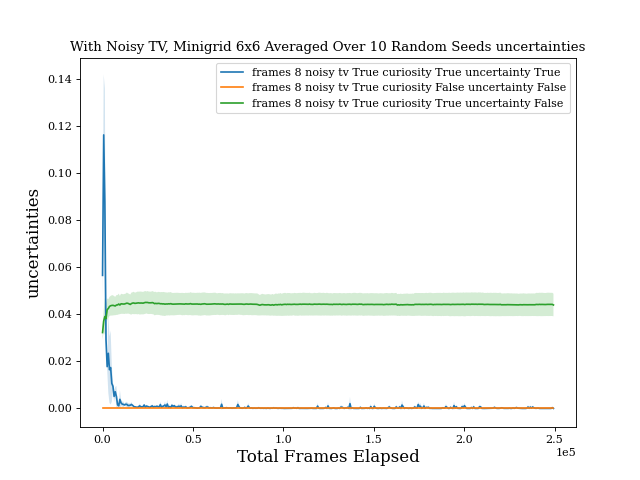 With Noisy TV, Minigrid 6x6 Averaged Over 10 Random Seeds uncertainties
frames 8 noisy tv True curiosity True uncertainty True
frames 8 noisy tv True curiosity False uncertainty False
frames 8 noisy tv True curiosity True uncertainty False
uncertainties
0.14
0.12
0.10
0.08
0.06
0.04
0.02
0.00
0.0 0.5 1.0 1.5 2.0 2.5
1e5
Total Frames Elapsed